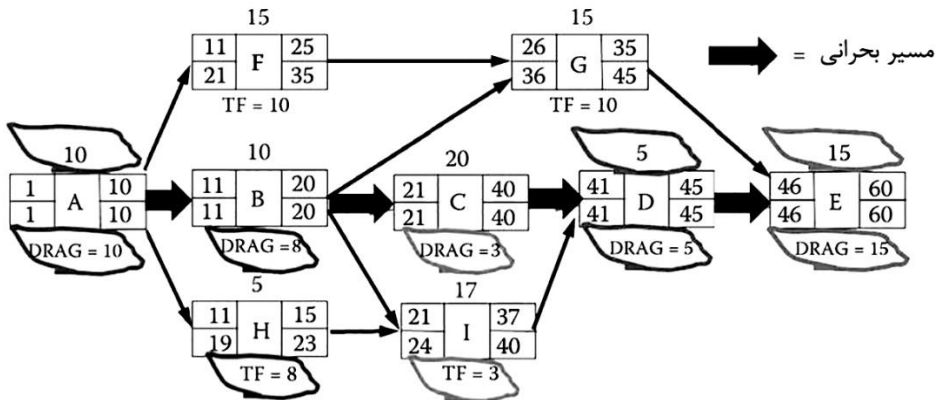 15
11 F 25
21 35
TF = 10
15
26 G 35
36 45
TF = 10
= مسیر بحرانی
10
1 A 10
1 10
DRAG = 10
10
11 B 20
11 20
DRAG = 8
20
21 C 40
21 40
DRAG = 3
5
41 D 45
41 45
DRAG = 5
15
46 E 60
46 60
DRAG = 15
5
11 H 15
19 23
TF = 8
17
21 I 37
24 40
TF = 3